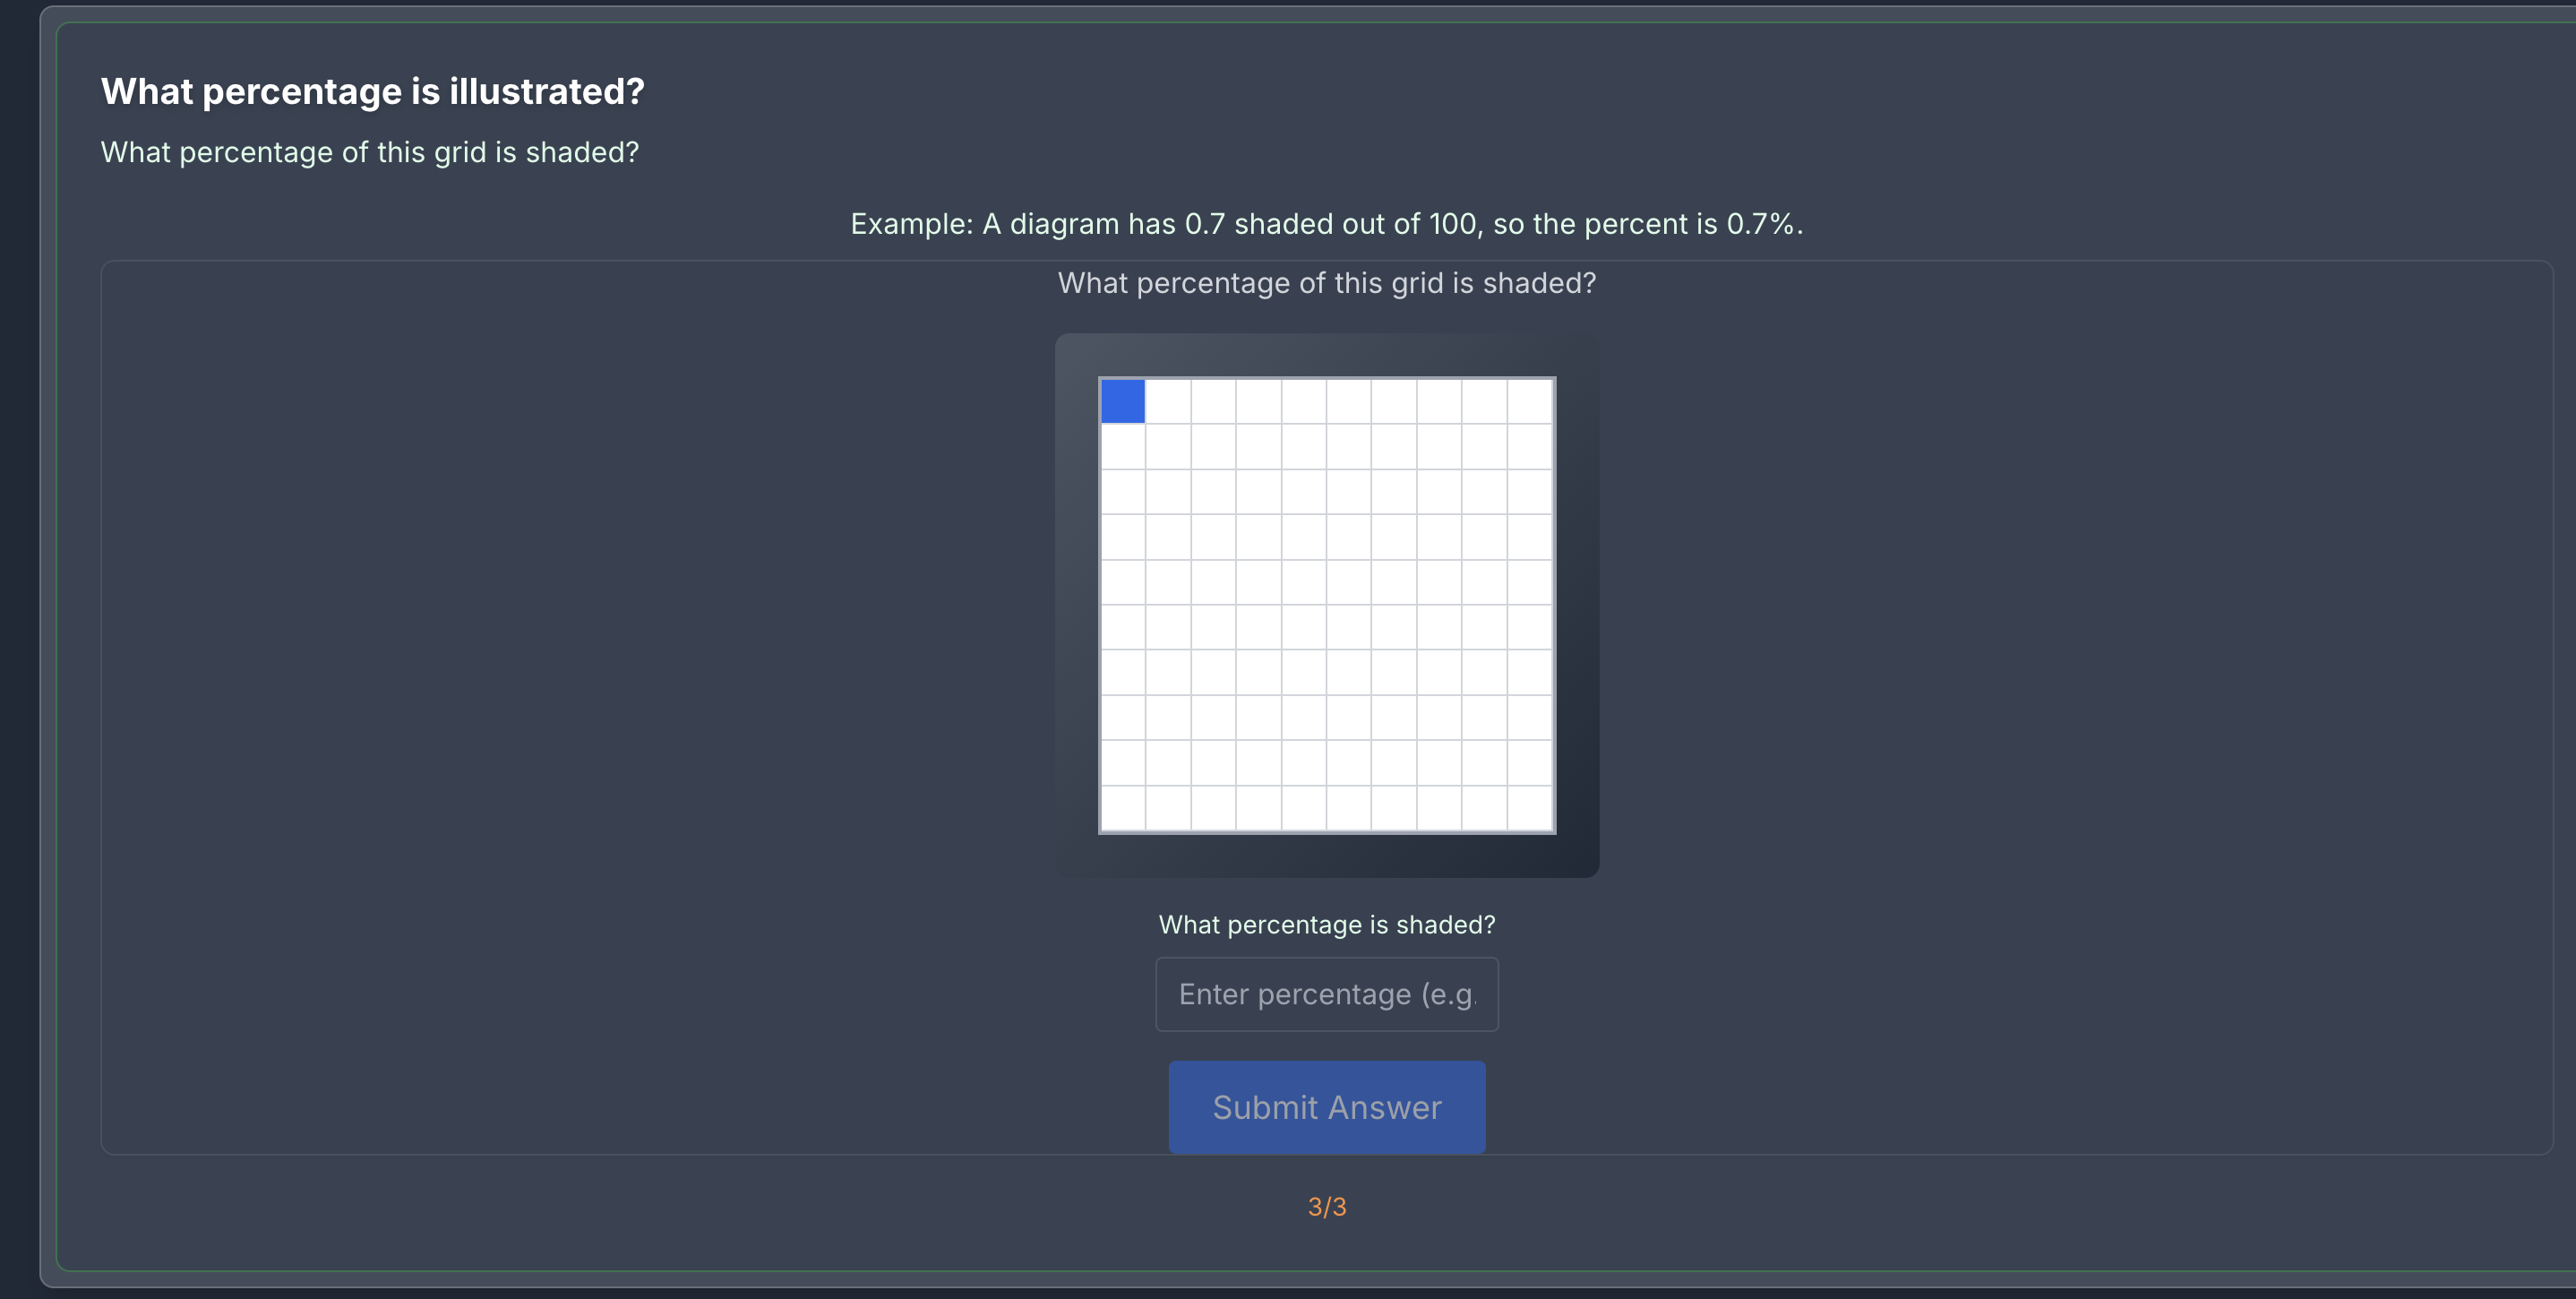 What percentage is illustrated?
What percentage of this grid is shaded?
Example: A diagram has 0.7 shaded out of 100, so the percent is 0.7%.
What percentage of this grid is shaded?
What percentage is shaded?
Enter percentage (e.g.
Submit Answer
3/3